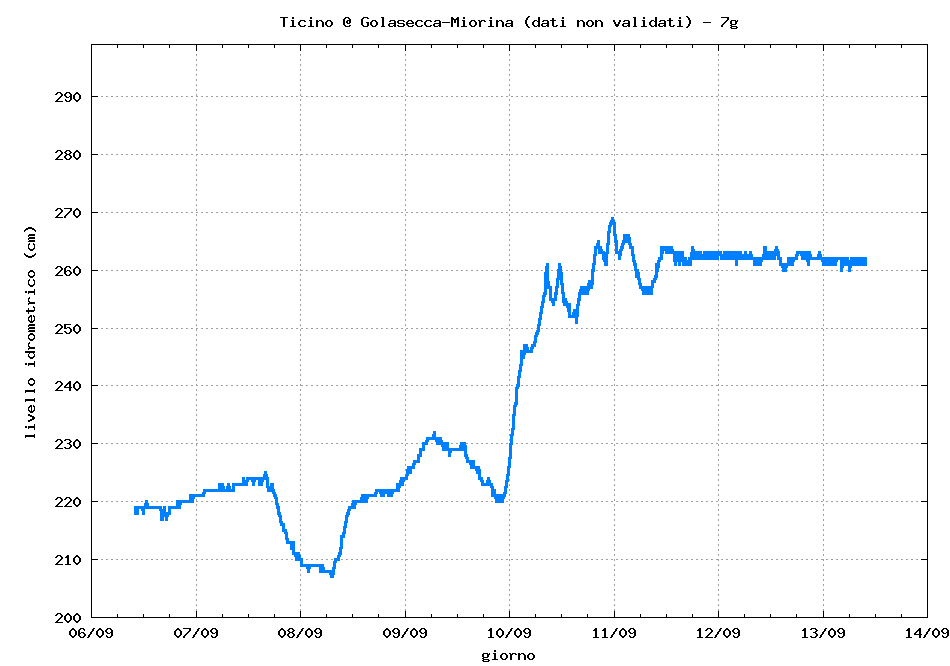 Ticino @ Golasecca-Miorina (dati non validati) - 7g
livello idrometrico (cm)
290
280
270
260
250
240
230
220
210
200
06/09 07/09 08/09 09/09 10/09 11/09 12/09 13/09 14/09
giorno